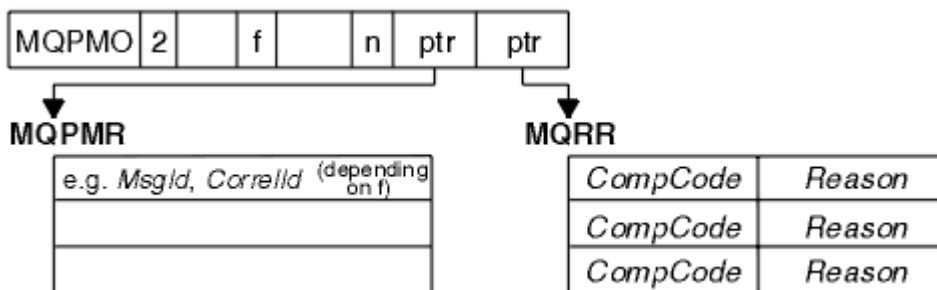 MQPMO 2 f n ptr ptr
MQPMR MQRR
e.g. MsgId, CorrelId (depending on f) CompCode Reason
CompCode Reason
CompCode Reason